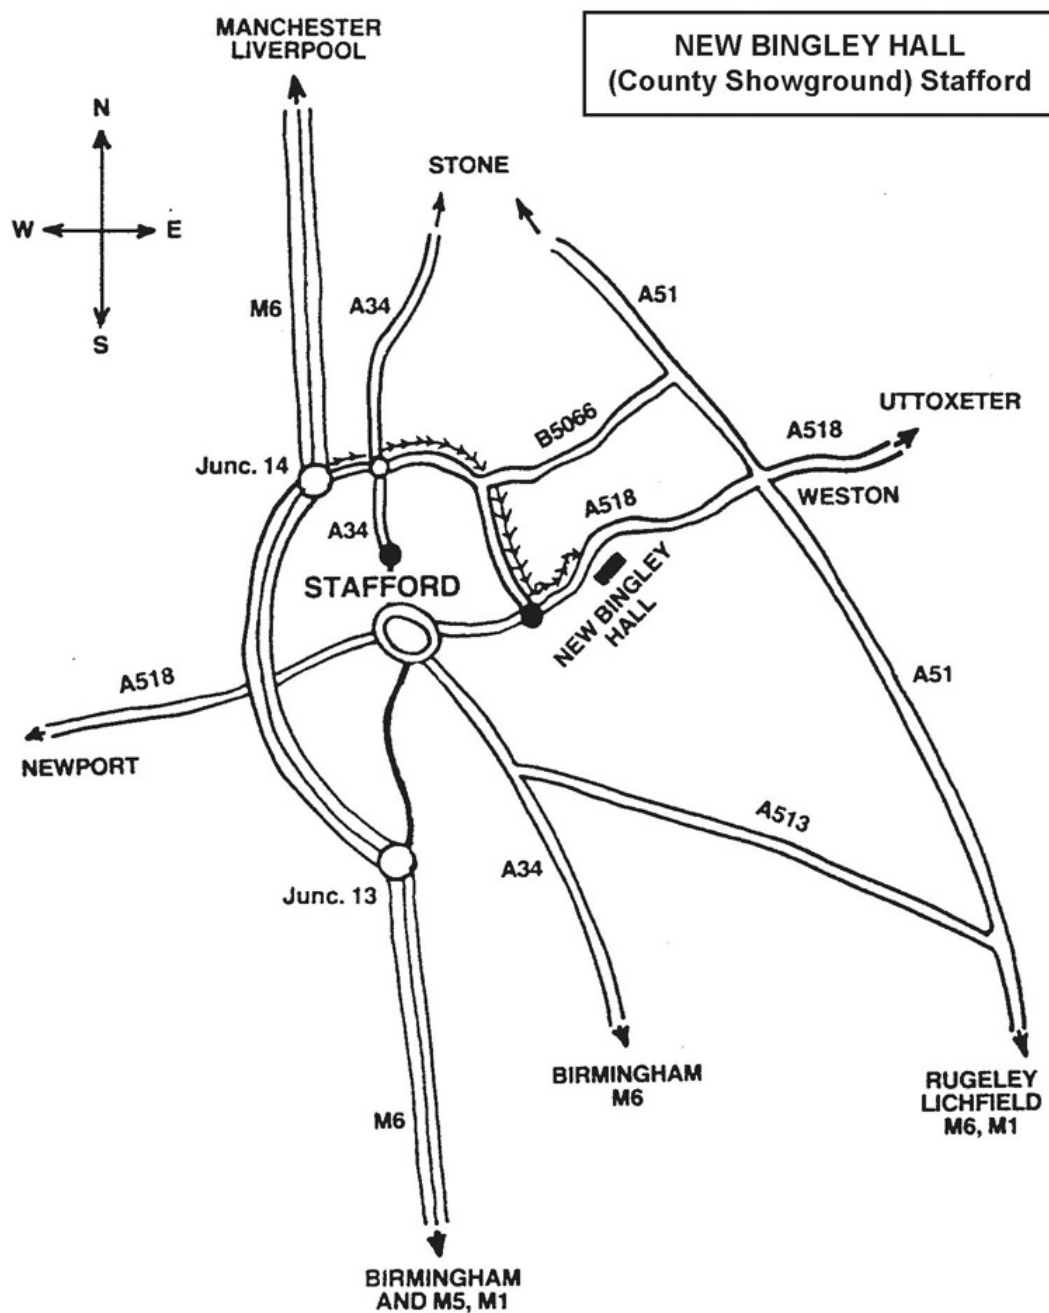 MANCHESTER
LIVERPOOL
NEW BINGLEY HALL
(County Showground) Stafford
N
W
E
S
STONE
M6
A34
A51
B5066
A518
UTTOXETER
WESTON
Junc. 14
A34
A518
STAFFORD
NEW BINGLEY
HALL
A518
NEWPORT
A51
A513
A34
Junc. 13
M6
BIRMINGHAM
M6
RUGELEY
LICHFIELD
M6, M1
BIRMINGHAM
AND M5, M1